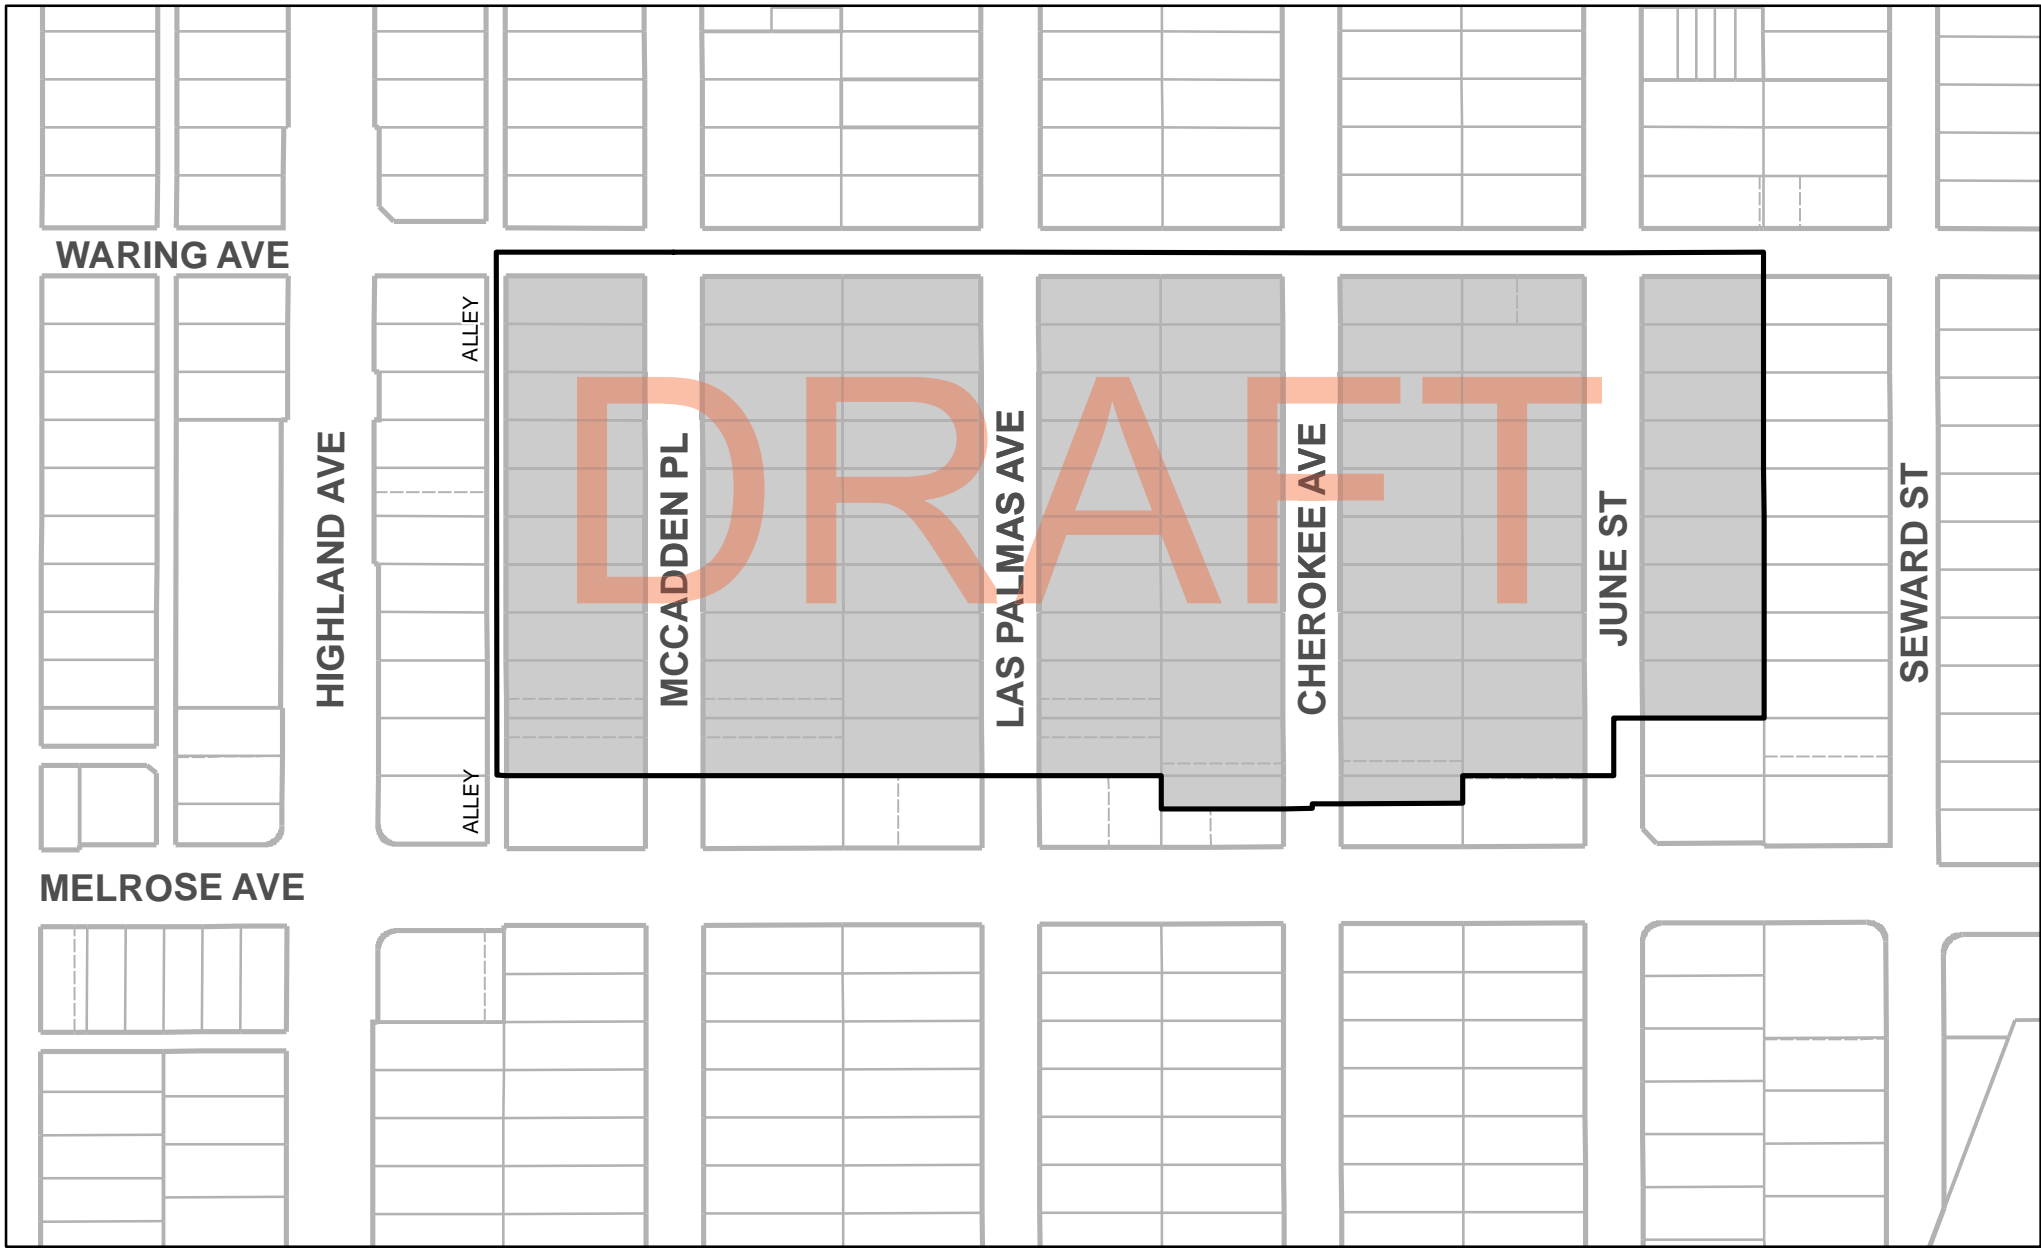 WARING AVE
ALLEY
DRAFT
HIGHLAND AVE
MCCADDEN PL
LAS PALMAS AVE
CHEROKEE AVE
JUNE ST
SEWARD ST
ALLEY
MELROSE AVE